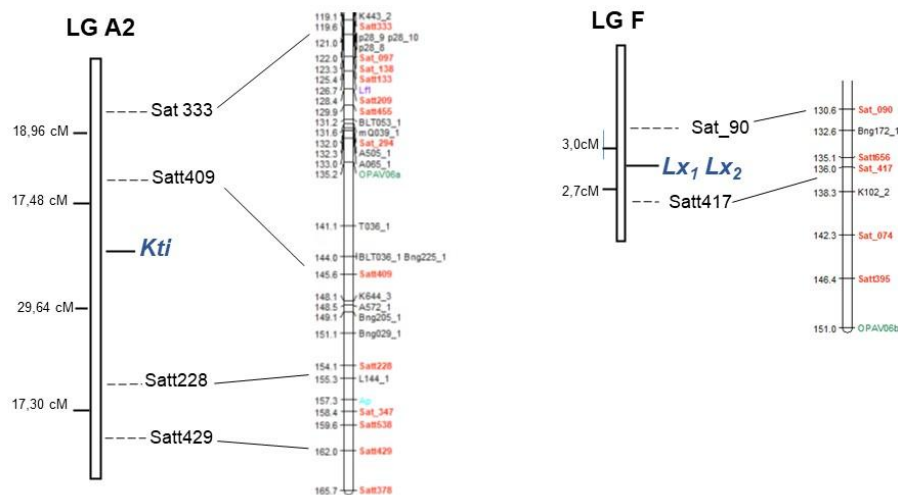 LG A2
Sat 333
18,96 cM
Satt409
17,48 cM
Kti
29,64 cM
Satt228
17,30 cM
Satt429
119.1 K443_2
119.6 Satt333
p28_9 p28_10
121.0 p28_8
122.0 Sat_097
123.3 Sat_138
125.4 Satt133
126.7 Lf1
128.4 Satt209
129.9 Satt455
131.2 BLT053_1
131.6 mQ039_1
132.0 Sat_294
132.3 A505_1
133.0 A065_1
135.2 OPAV06a
141.1 T036_1
144.0 BLT036_1 Bng225_1
145.6 Satt409
148.1 K644_3
148.5 A572_1
149.1 Bng205_1
151.1 Bng029_1
154.1 Satt228
155.3 L144_1
157.3 Ap
158.4 Sat_347
159.6 Satt538
162.0 Satt429
165.7 Satt378
LG F
Sat_90
3,0cM
Lx1 Lx2
2,7cM
Satt417
130.6 Sat_090
132.6 Bng172_1
135.1 Satt656
136.0 Sat_417
138.3 K102_2
142.3 Sat_074
146.4 Satt395
151.0 OPAV06b